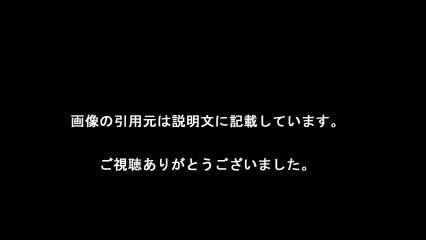 画像の引用元は説明文に記載しています。
ご視聴ありがとうございました。